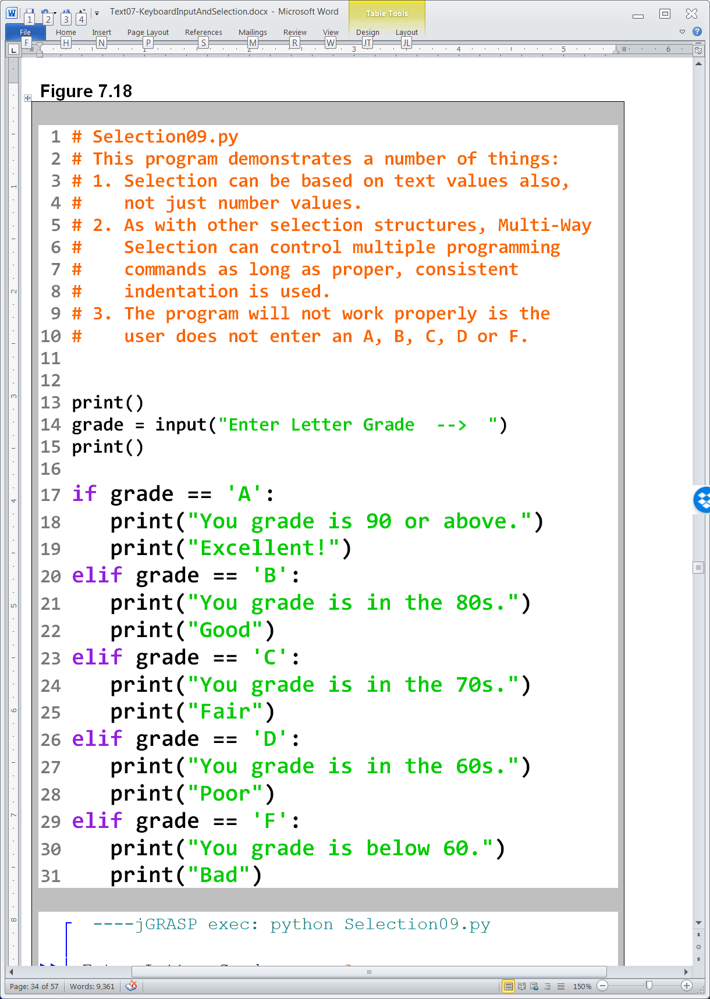 Text07-KeyboardInputAndSelection.docx - Microsoft Word
Table Tools
1 2 3 4
File Home Insert Page Layout References Mailings Review View Design Layout
F H N P S M R W JT JL
1 2 3 4 5 6
Figure 7.18
1 # Selection09.py
2 # This program demonstrates a number of things:
3 # 1. Selection can be based on text values also,
4 #    not just number values.
5 # 2. As with other selection structures, Multi-Way
6 #    Selection can control multiple programming
7 #    commands as long as proper, consistent
8 #    indentation is used.
9 # 3. The program will not work properly is the
10 #    user does not enter an A, B, C, D or F.
11
12
13 print()
14 grade = input("Enter Letter Grade  -->  ")
15 print()
16
17 if grade == 'A':
18    print("You grade is 90 or above.")
19    print("Excellent!")
20 elif grade == 'B':
21    print("You grade is in the 80s.")
22    print("Good")
23 elif grade == 'C':
24    print("You grade is in the 70s.")
25    print("Fair")
26 elif grade == 'D':
27    print("You grade is in the 60s.")
28    print("Poor")
29 elif grade == 'F':
30    print("You grade is below 60.")
31    print("Bad")
----jGRASP exec: python Selection09.py
Page: 34 of 57 Words: 9,361 150%